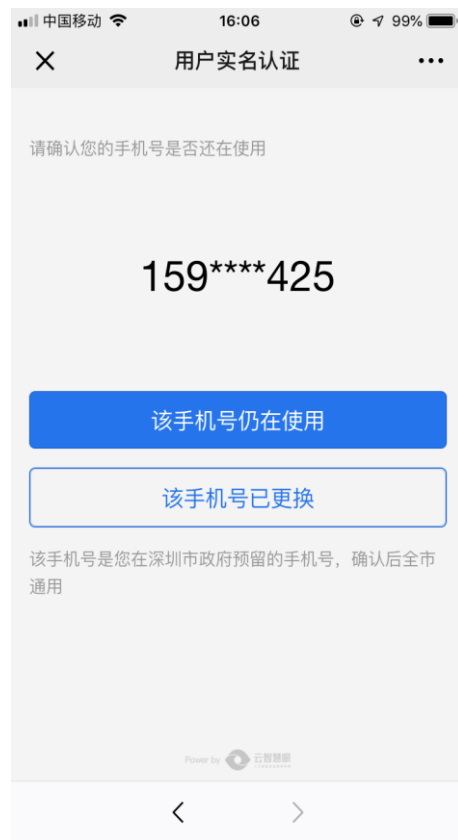 中国移动 16:06 99%
用户实名认证
请确认您的手机号是否还在使用
159****425
该手机号仍在使用
该手机号已更换
该手机号是您在深圳市政府预留的手机号，确认后全市
通用
Power by 云智慧眼